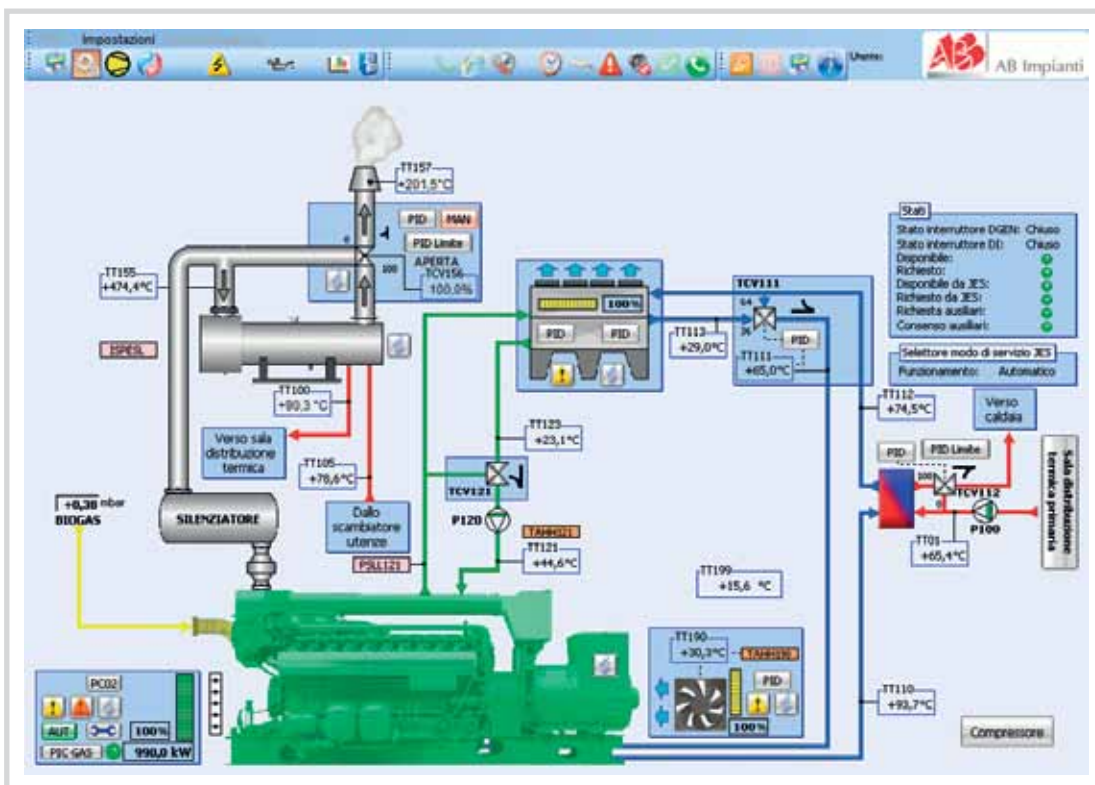 Impostazioni
Utente:
AB
AB Impianti
TT157
+201,5°C
PID
MAN
PID Limite
APERTA
TCV156
100
100,0%
TT155
+474,4°C
ISPESL
TT100
+90,3 °C
Verso sala
distribuzione
termica
TT105
+78,6°C
Dallo
scambiatore
utenze
+0,38 mbar
BIOGAS
SILENZIATORE
PSLL121
100%
PID
PID
TT123
+23,1°C
TCV121
P120
TAHH121
TT121
+44,6°C
TT113
+29,0°C
TCV111
64
36
PID
TT111
+65,0°C
Stati
Stato interruttore DGEN: Chiuso
Stato interruttore DI: Chiuso
Disponibile:
Richiesto:
Disponibile da JES:
Richiesto da JES:
Richiesta ausiliari:
Consenso ausiliari:
Selettore modo di servizio JES
Funzionamento: Automatico
TT112
+74,5°C
Verso
caldaia
PID
PID Limite
100
TCV112
P100
TT01
+65,4°C
Sala distribuzione
termica primaria
TT199
+15,6 °C
TT190
+30,3°C
TAHH190
PID
100%
TT110
+93,7°C
Compressore
PC02
AUT
100%
PIC GAS
990,0 kW